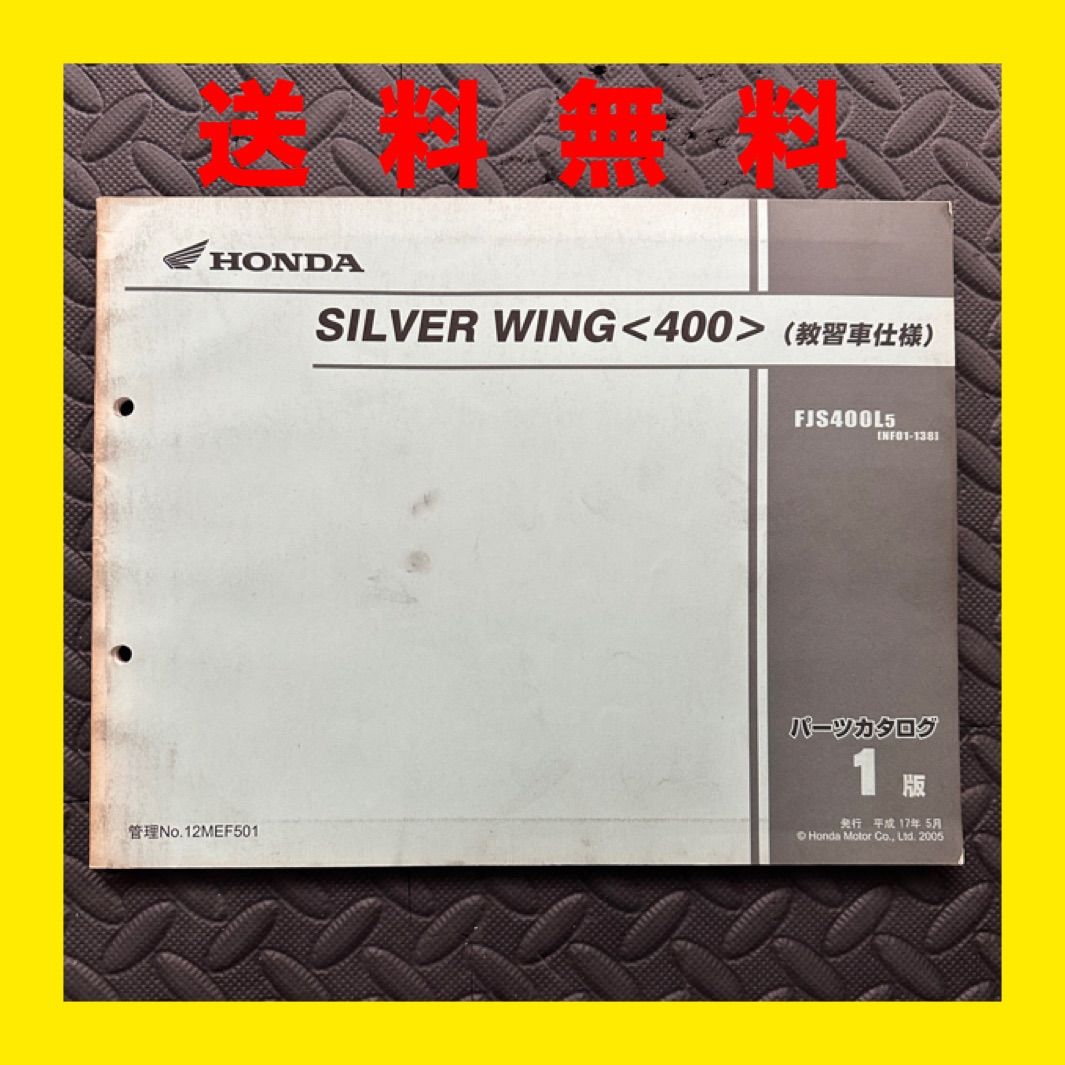 送料無料
HONDA
SILVER WING<400>（教習車仕様）
FJS400L5
[NF01-138]
パーツカタログ
1版
管理No.12MEF501
発行 平成 17年 5月
© Honda Motor Co., Ltd. 2005